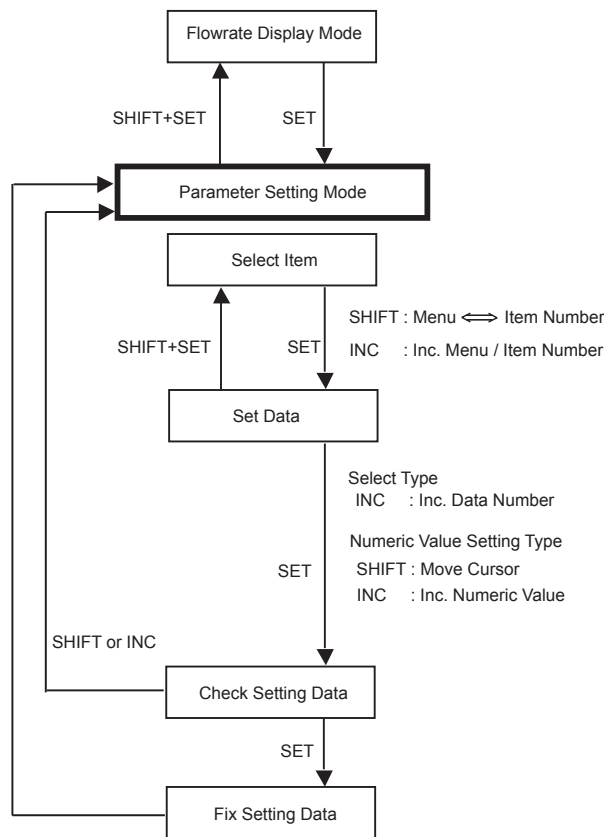 Flowrate Display Mode
SHIFT+SET
SET
Parameter Setting Mode
Select Item
SHIFT : Menu ⇔ Item Number
SHIFT+SET
SET
INC : Inc. Menu / Item Number
Set Data
Select Type
INC : Inc. Data Number
Numeric Value Setting Type
SET
SHIFT : Move Cursor
INC : Inc. Numeric Value
SHIFT or INC
Check Setting Data
SET
Fix Setting Data